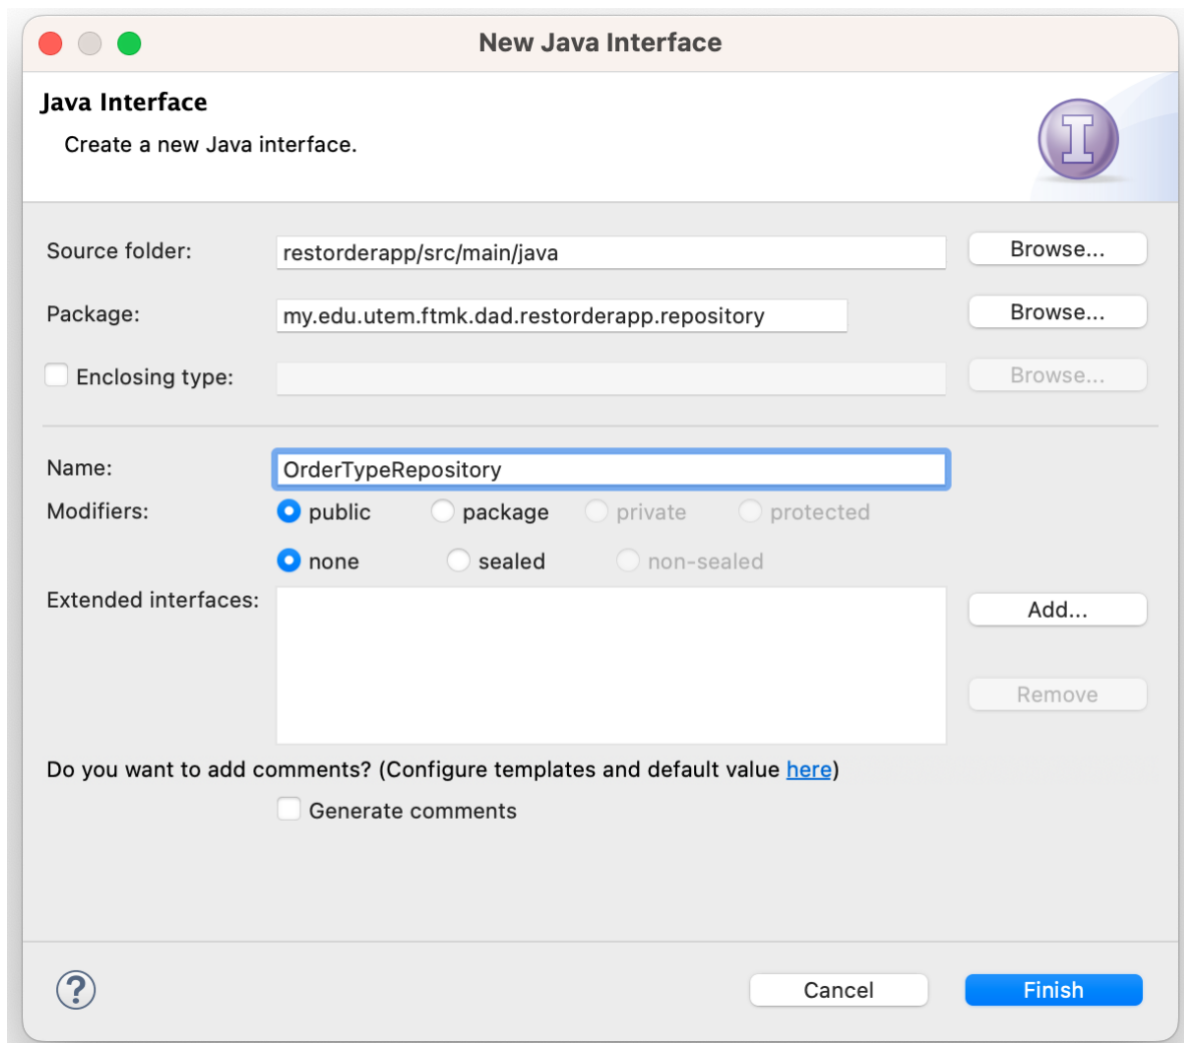 New Java Interface
Java Interface
Create a new Java interface.
Source folder: restorderapp/src/main/java Browse...
Package: my.edu.utem.ftmk.dad.restorderapp.repository Browse...
Enclosing type: Browse...
Name: OrderTypeRepository
Modifiers: public package private protected
none sealed non-sealed
Extended interfaces: Add...
Remove
Do you want to add comments? (Configure templates and default value here)
Generate comments
? Cancel Finish